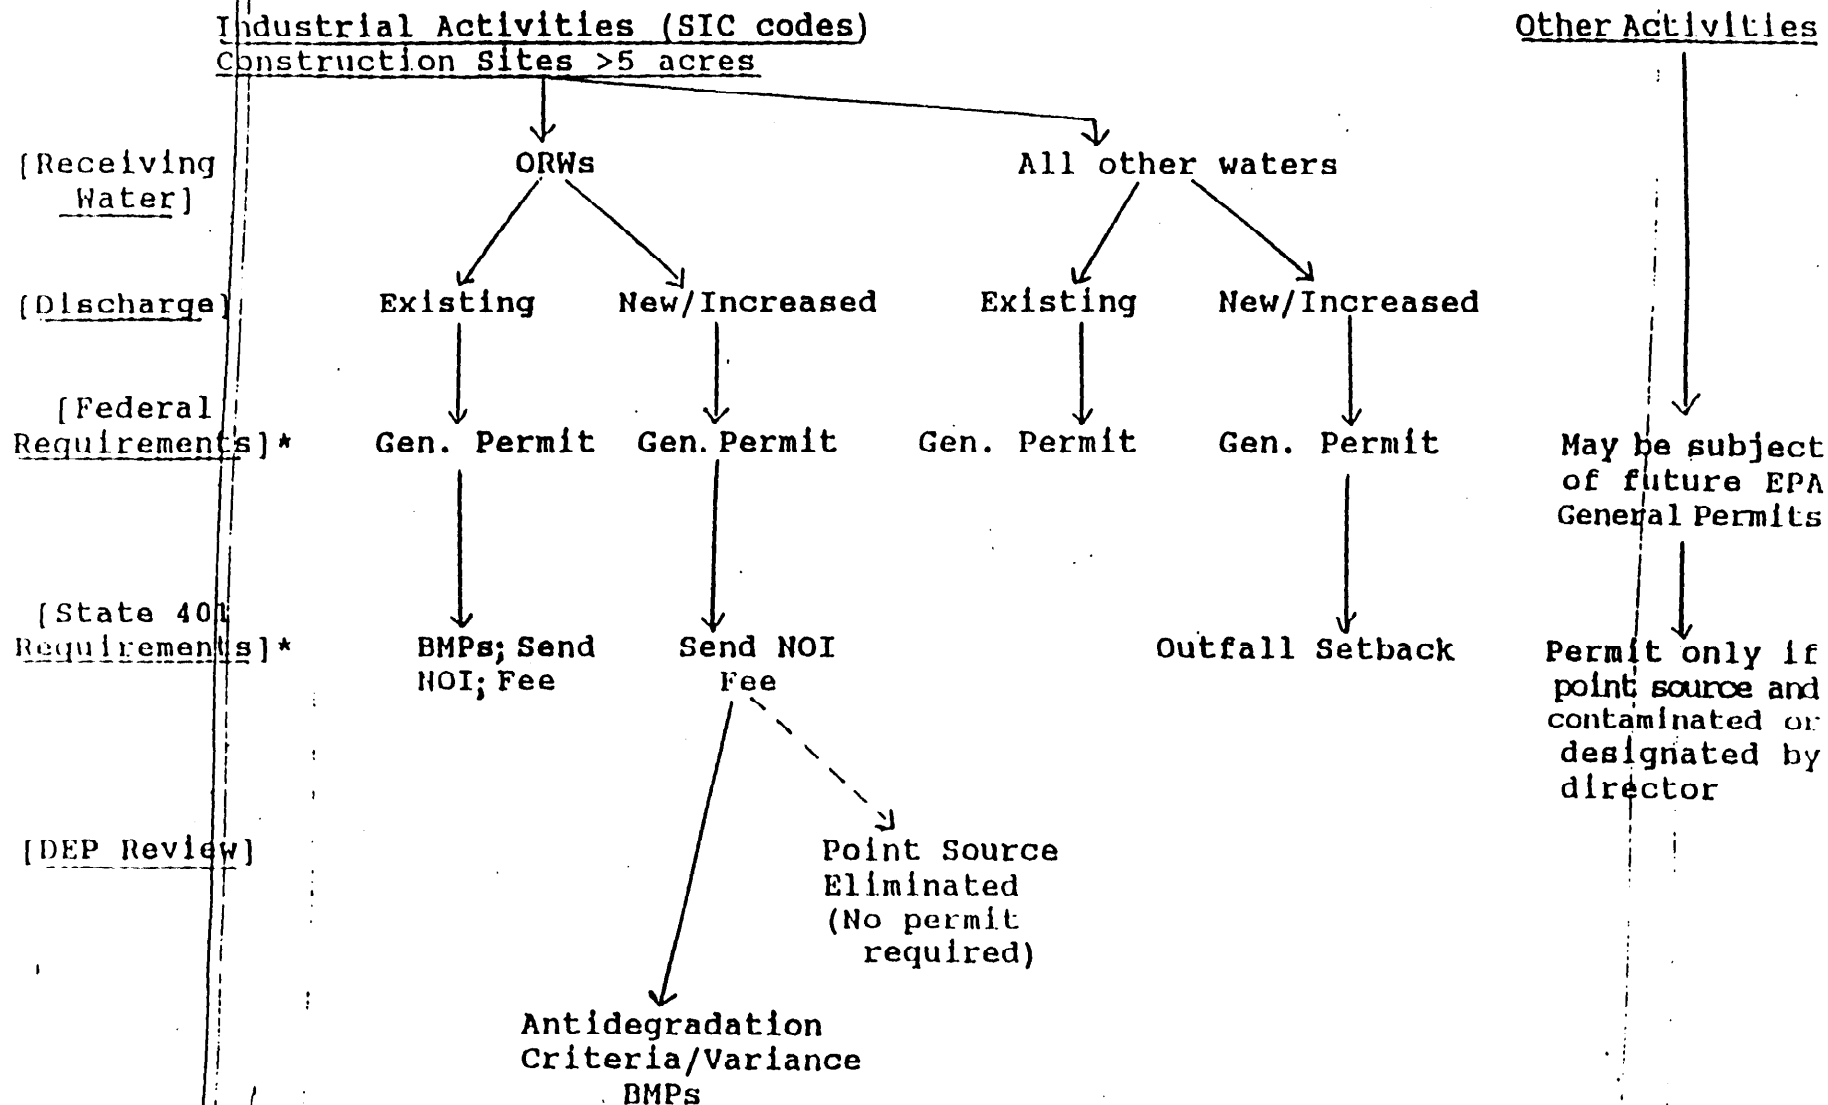 Industrial Activities (SIC codes)
Construction Sites >5 acres
Other Activities
[Receiving
Water]
ORWs
All other waters
[Discharge]
Existing
New/Increased
Existing
New/Increased
[Federal
Requirements]*
Gen. Permit
Gen. Permit
Gen. Permit
Gen. Permit
May be subject
of future EPA
General Permits
[State 401
Requirements]*
BMPs; Send
NOI; Fee
Send NOI
Fee
Outfall Setback
Permit only if
point source and
contaminated or
designated by
director
[DEP Review]
Point Source
Eliminated
(No permit
required)
Antidegradation
Criteria/Variance
BMPs